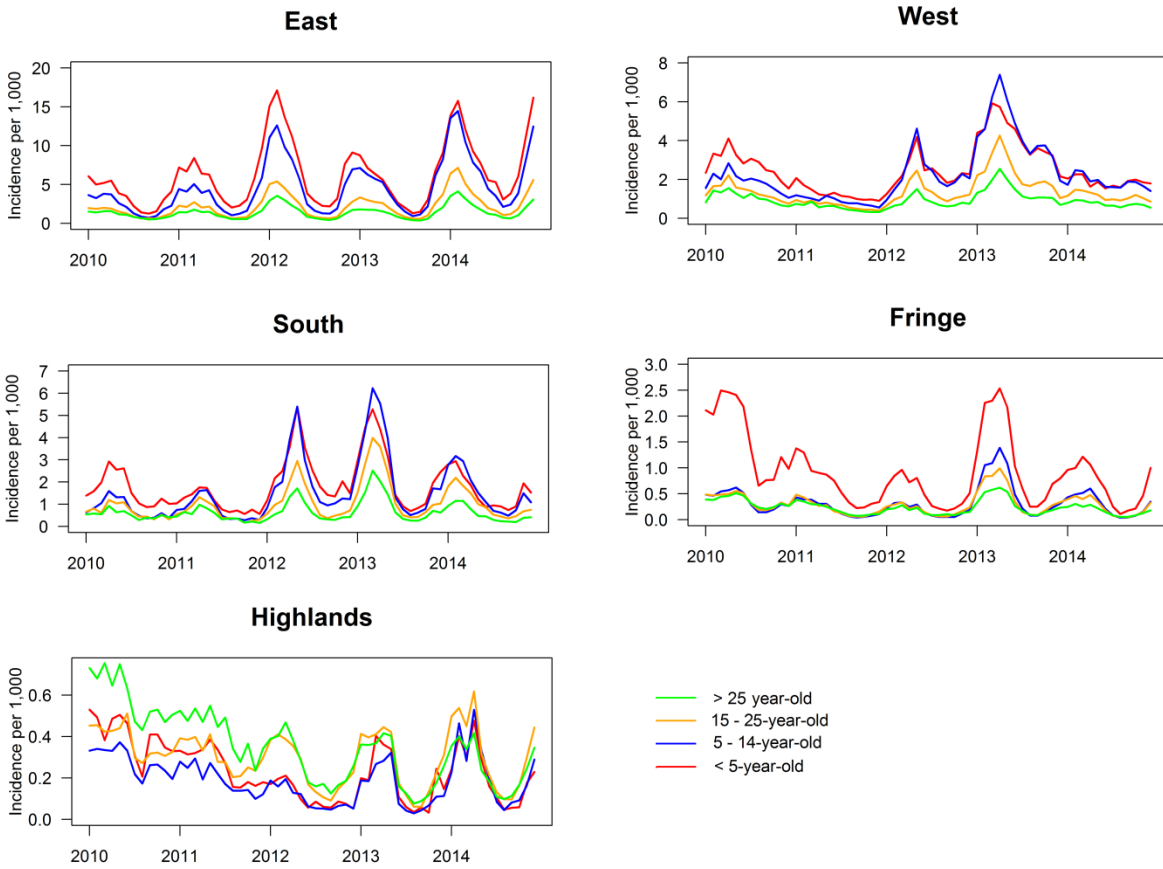 East
Incidence per 1,000
20
15
10
5
0
2010 2011 2012 2013 2014
West
Incidence per 1,000
8
6
4
2
0
2010 2011 2012 2013 2014
South
Incidence per 1,000
7
6
5
4
3
2
1
0
2010 2011 2012 2013 2014
Fringe
Incidence per 1,000
3.0
2.5
2.0
1.5
1.0
0.5
0.0
2010 2011 2012 2013 2014
Highlands
Incidence per 1,000
0.6
0.4
0.2
0.0
2010 2011 2012 2013 2014
> 25 year-old
15 - 25-year-old
5 - 14-year-old
< 5-year-old